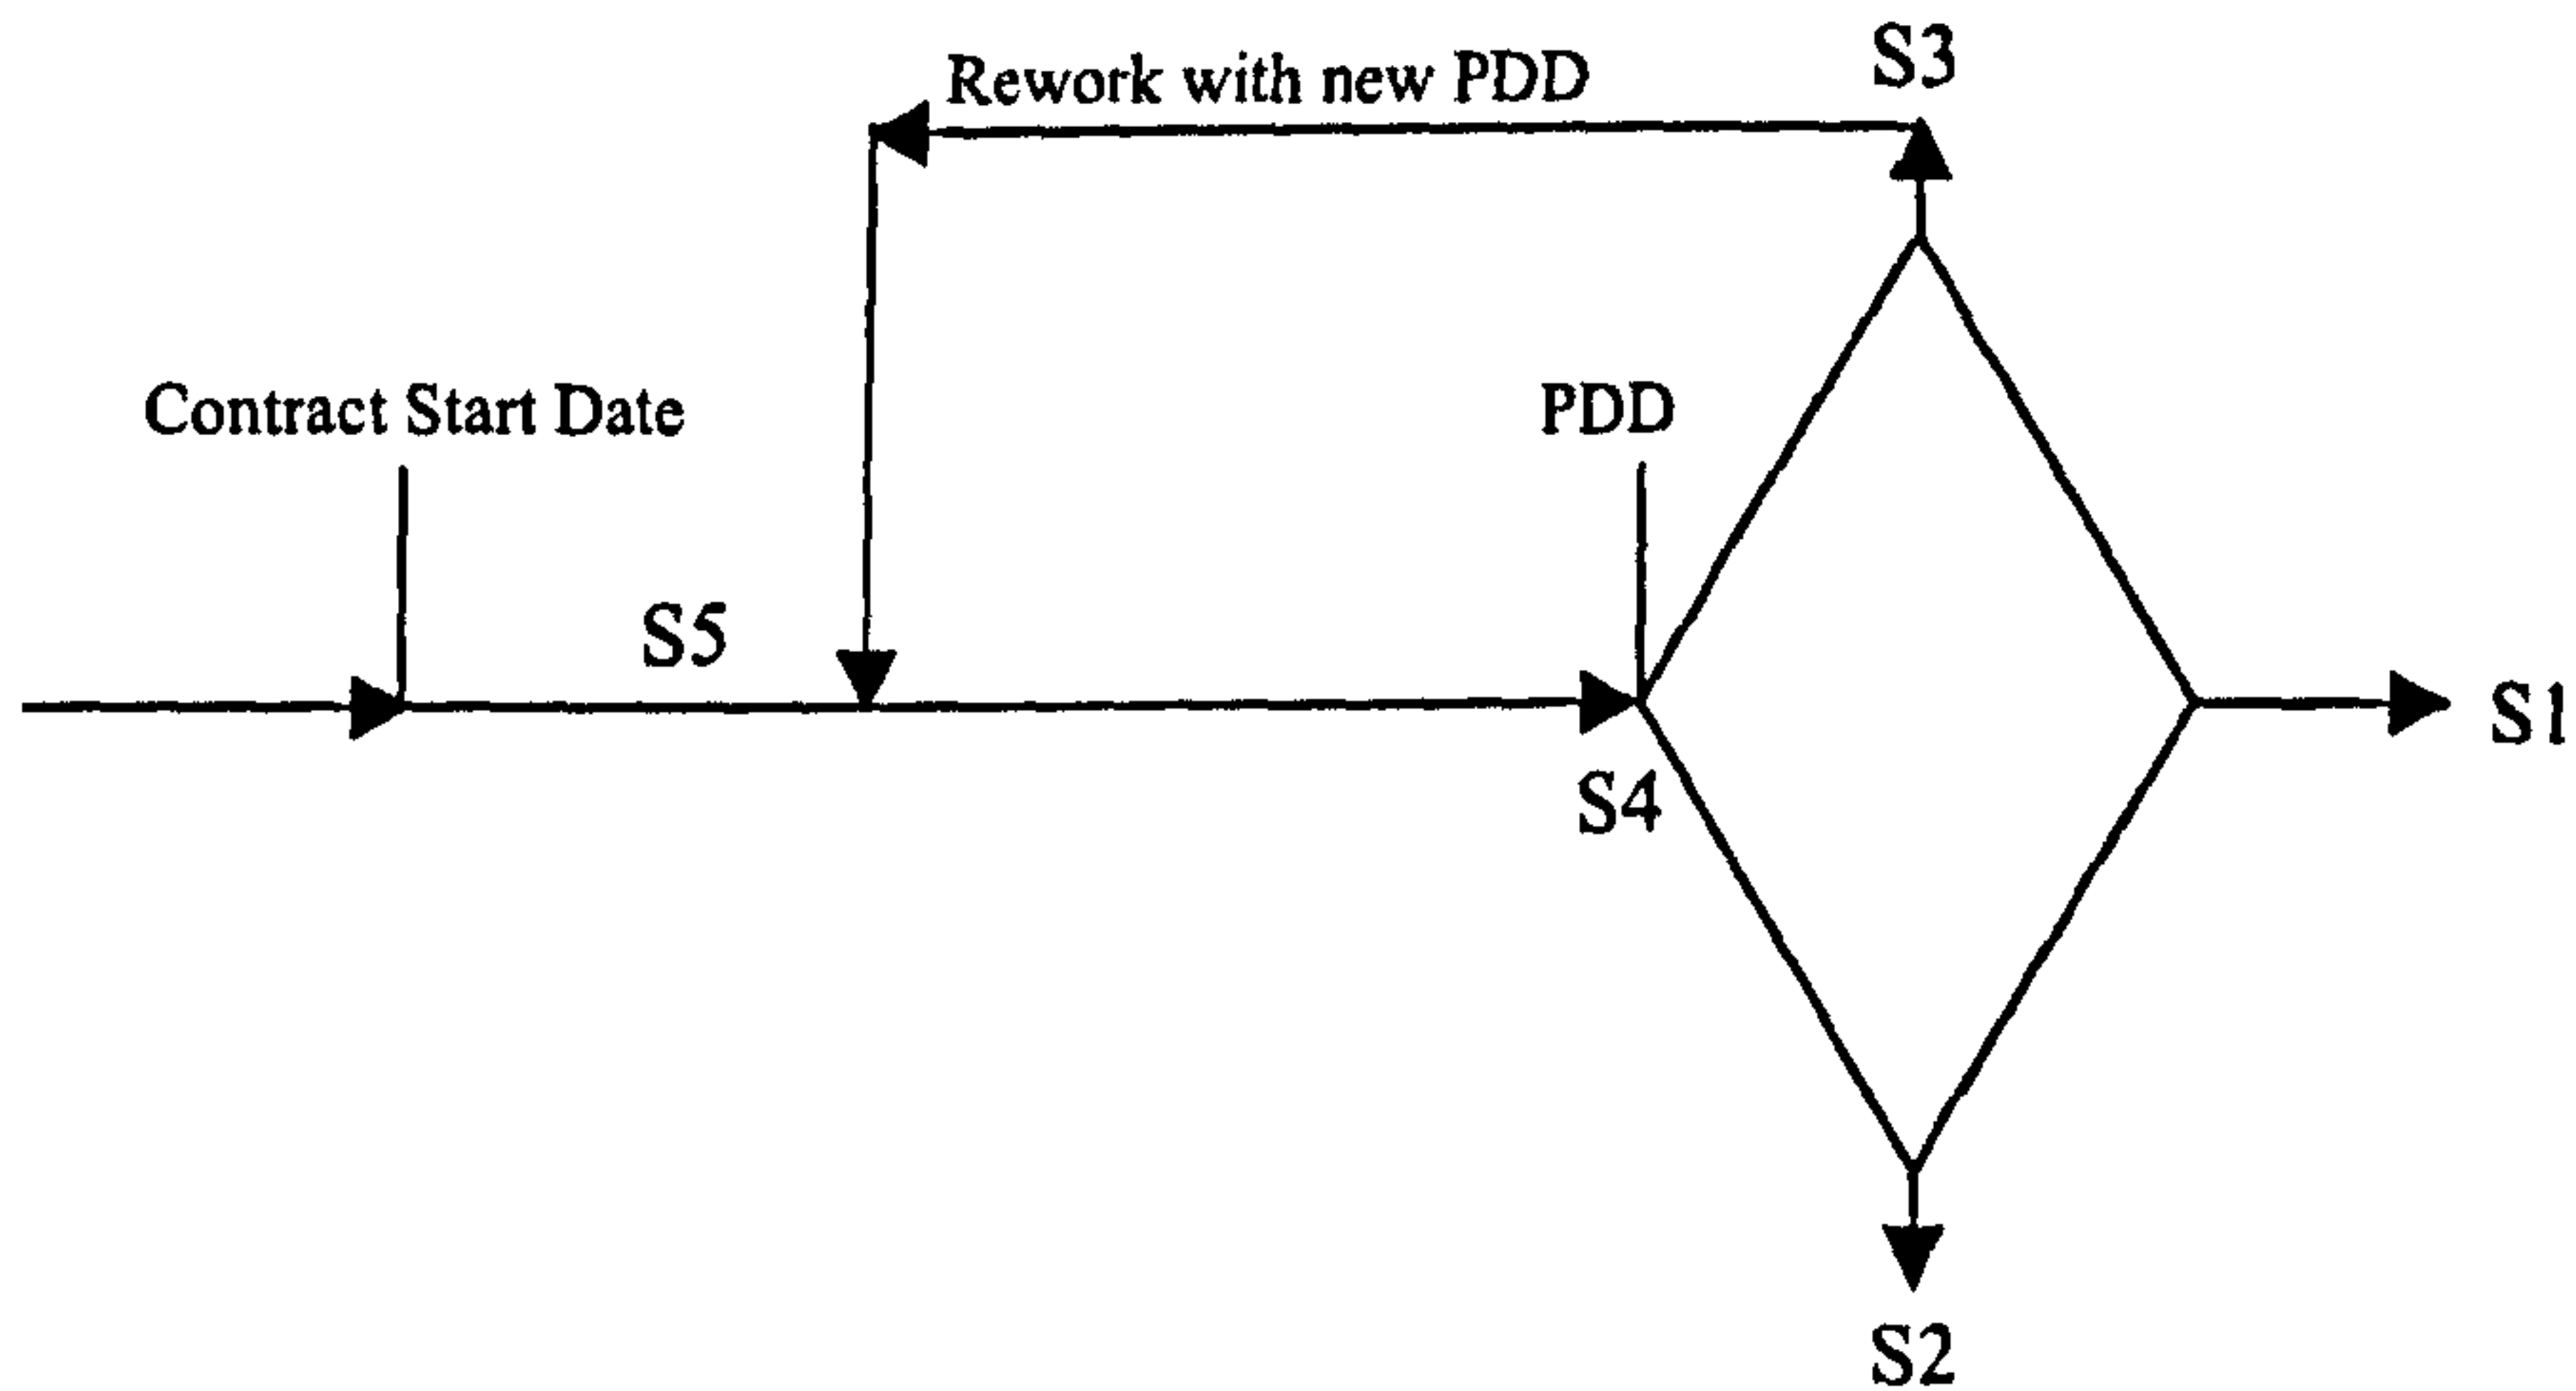 S3
Rework with new PDD
Contract Start Date
PDD
S5
S1
S4
S2